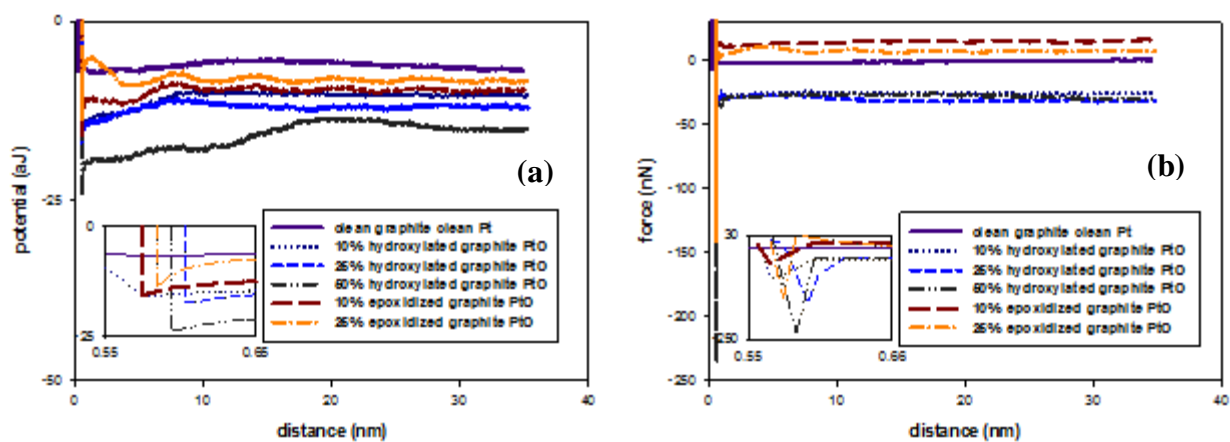 0
-25
-50
potential (aJ)
(a)
0
-25
0.55
0.65
clean graphite clean Pt
10% hydroxylated graphite PtO
25% hydroxylated graphite PtO
50% hydroxylated graphite PtO
10% epoxidized graphite PtO
25% epoxidized graphite PtO
0
10
20
30
40
distance (nm)
0
-50
-100
-150
-200
-250
force (nN)
(b)
30
-250
0.55
0.66
clean graphite clean Pt
10% hydroxylated graphite PtO
25% hydroxylated graphite PtO
50% hydroxylated graphite PtO
10% epoxidized graphite PtO
25% epoxidized graphite PtO
0
10
20
30
40
distance (nm)